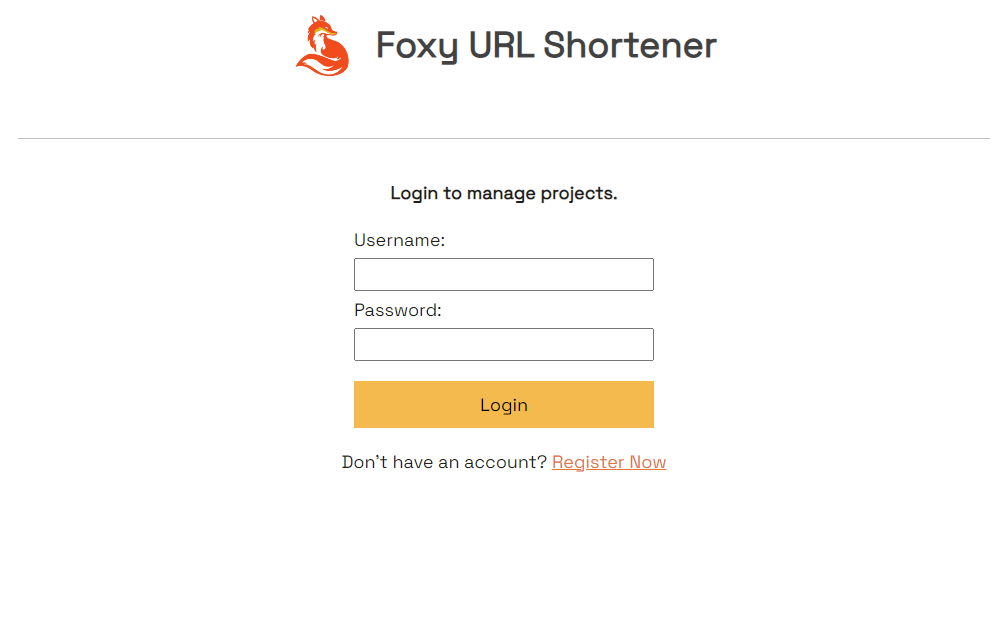 Foxy URL Shortener
Login to manage projects.
Username:
Password:
Login
Don't have an account? Register Now